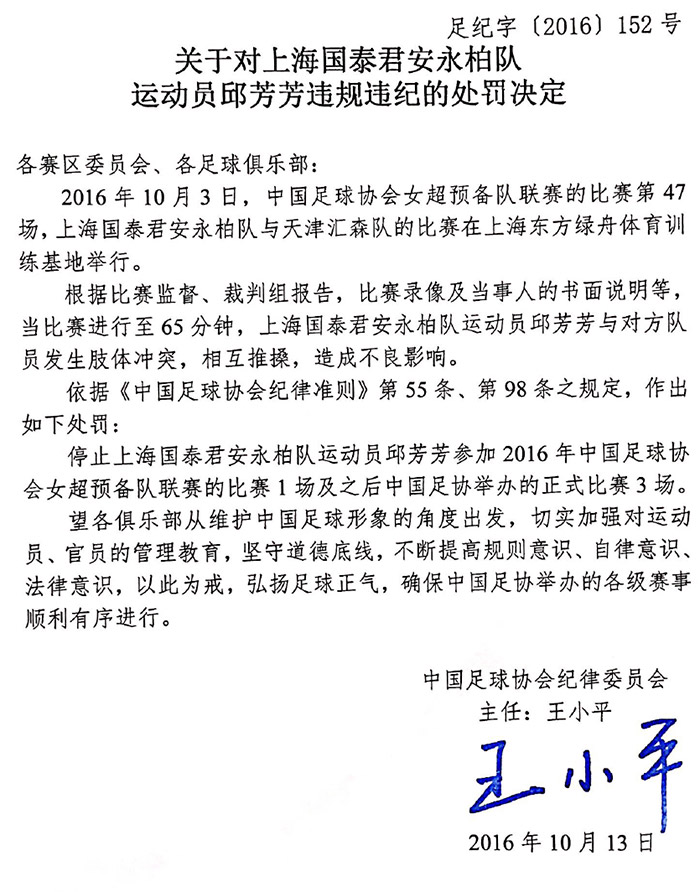 足纪字〔2016〕152号
关于对上海国泰君安永柏队
运动员邱芳芳违规违纪的处罚决定
各赛区委员会、各足球俱乐部：
2016年10月3日，中国足球协会女超预备队联赛的比赛第47
场，上海国泰君安永柏队与天津汇森队的比赛在上海东方绿舟体育训
练基地举行。
根据比赛监督、裁判组报告，比赛录像及当事人的书面说明等，
当比赛进行至65分钟，上海国泰君安永柏队运动员邱芳芳与对方队
员发生肢体冲突，相互推搡，造成不良影响。
依据《中国足球协会纪律准则》第55条、第98条之规定，作出
如下处罚：
停止上海国泰君安永柏队运动员邱芳芳参加2016年中国足球协
会女超预备队联赛的比赛1场及之后中国足协举办的正式比赛3场。
望各俱乐部从维护中国足球形象的角度出发，切实加强对运动
员、官员的管理教育，坚守道德底线，不断提高规则意识、自律意识、
法律意识，以此为戒，弘扬足球正气，确保中国足协举办的各级赛事
顺利有序进行。
中国足球协会纪律委员会
主任：王小平
王小平
2016年10月13日